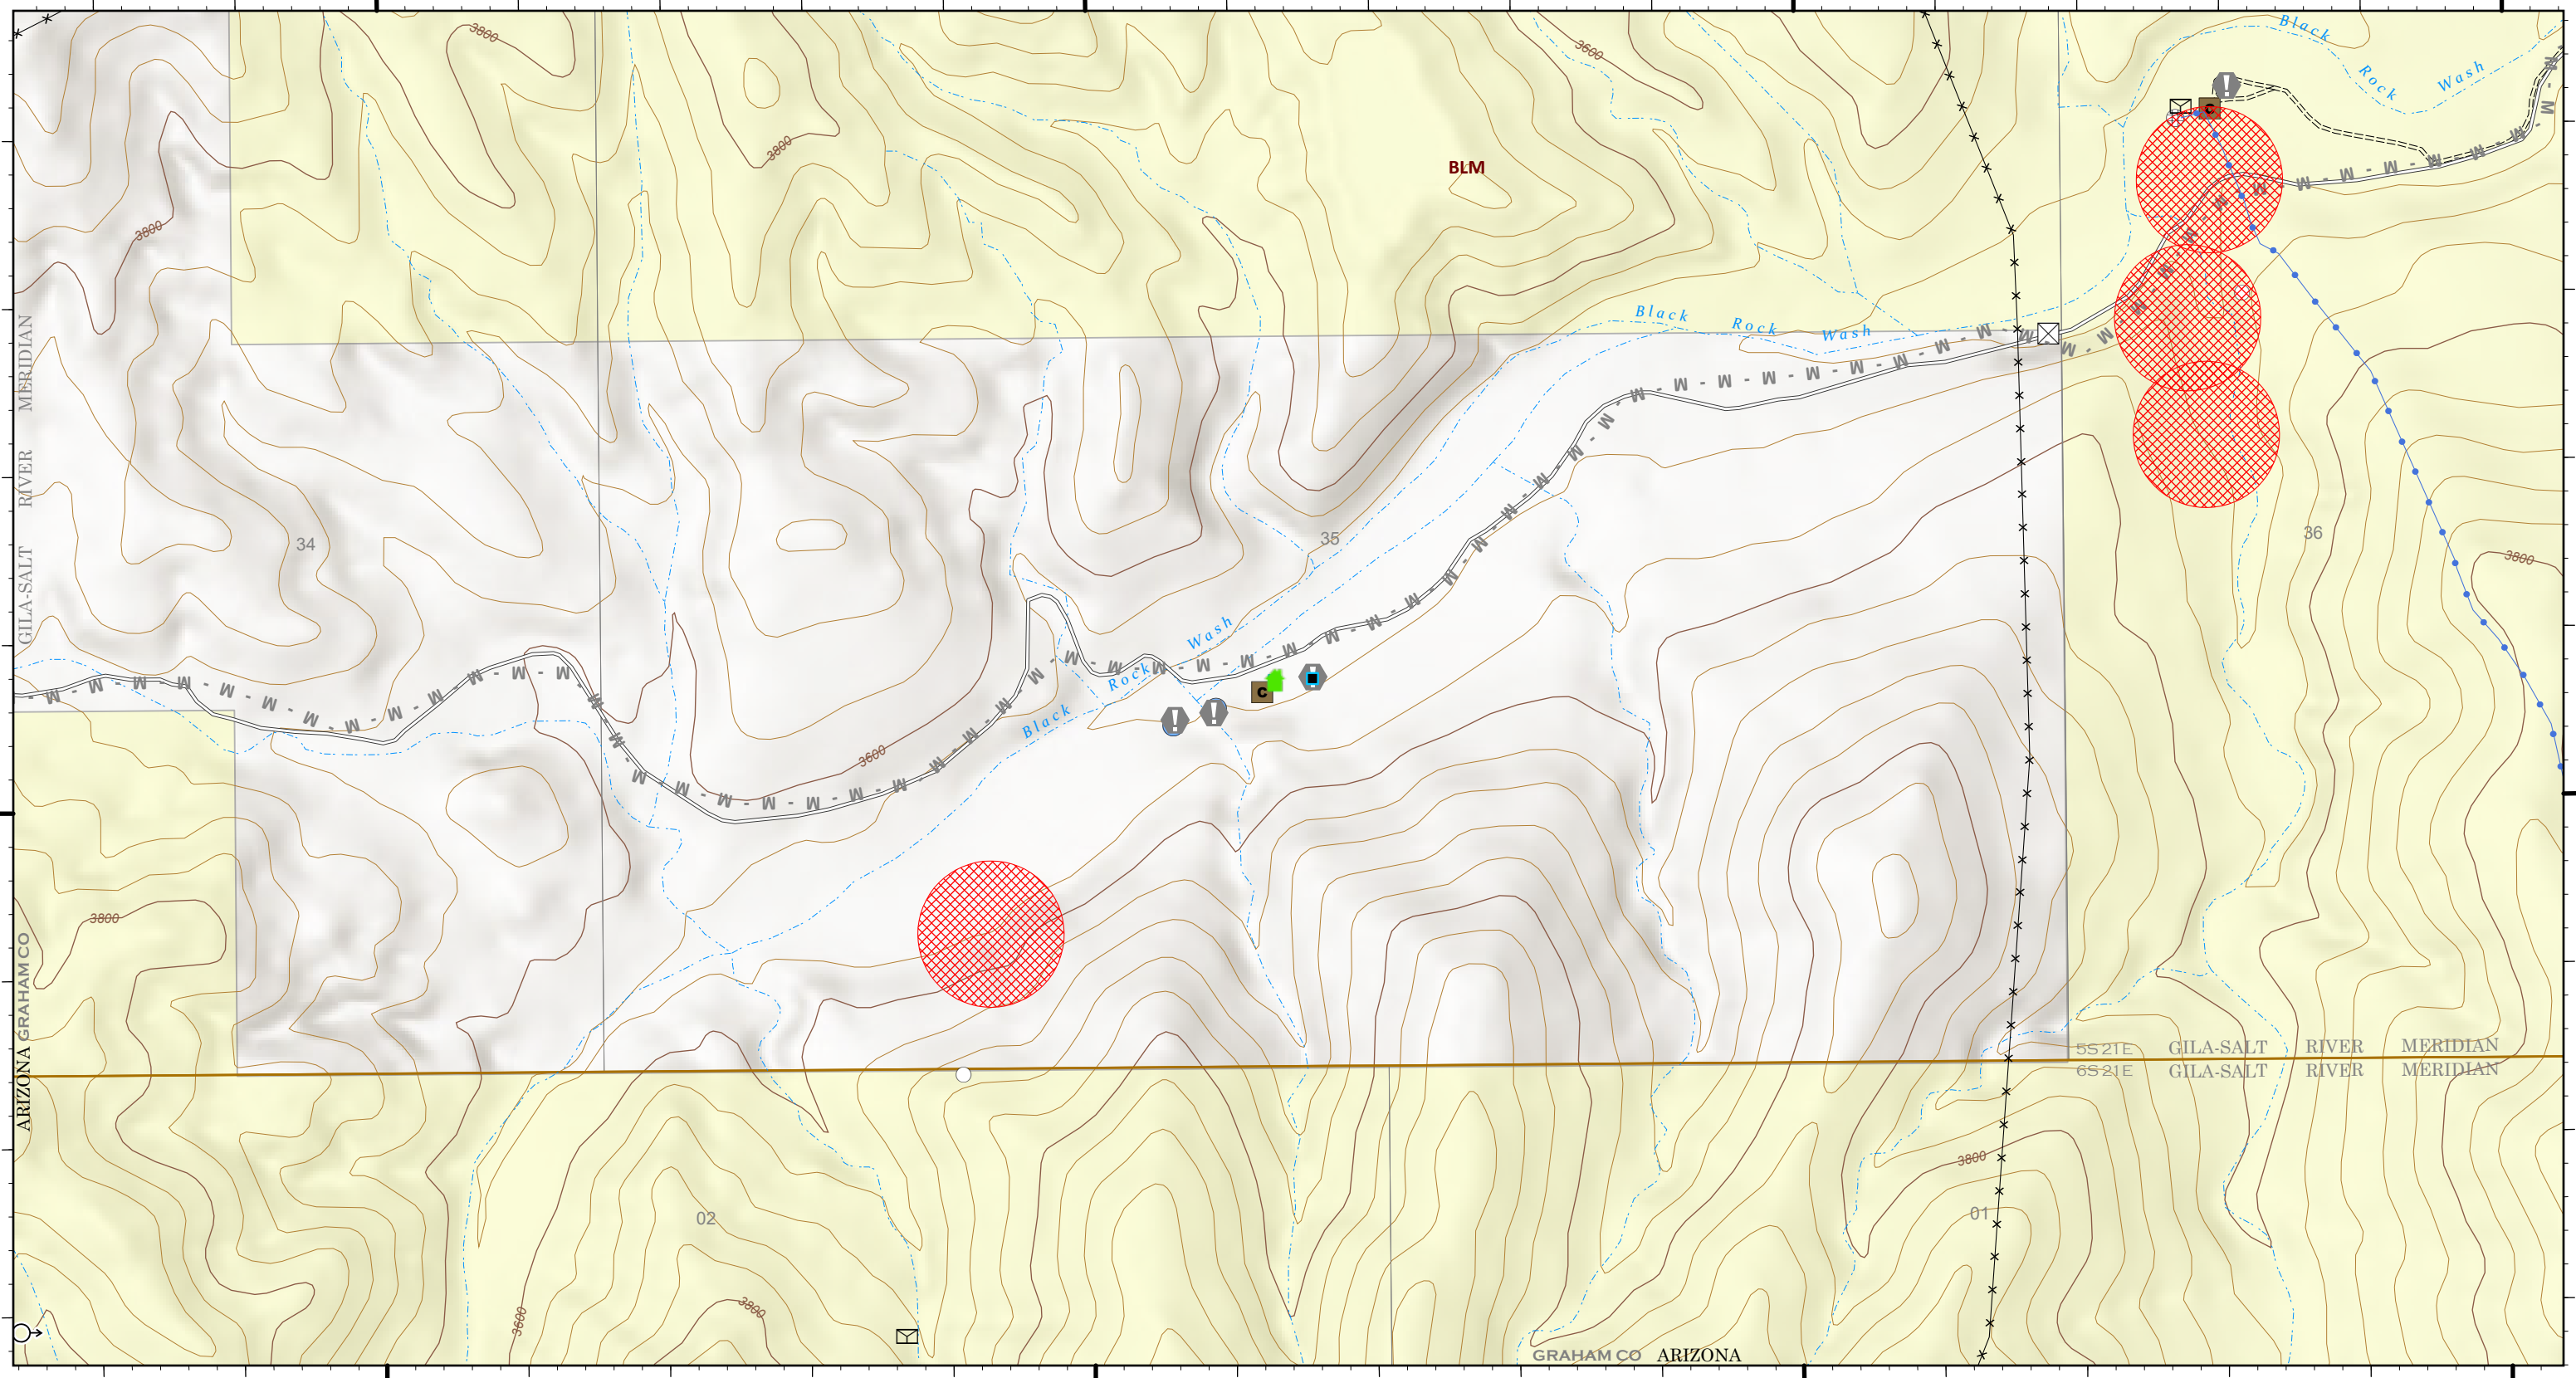 3800
Black
3600
Rock
Wash
C
!
3800
BLM
3800
Black
Rock
Wash
GILA-SALT RIVER MERIDIAN
34
35
36
3800
Wash
Rock
C
!
!
Black
3600
3800
ARIZONA GRAHAM CO
5S 21E GILA-SALT RIVER MERIDIAN
6S 21E GILA-SALT RIVER MERIDIAN
3800
02
01
3600
3800
GRAHAM CO ARIZONA
M - M - M - M - M - M - M - M - M - M